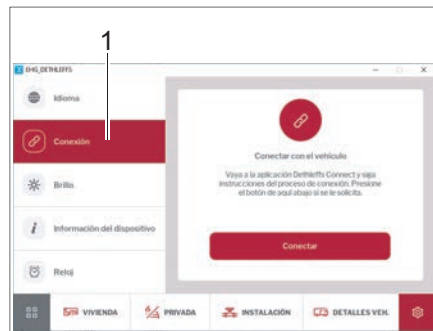 1
EHG_DETHLEFFS
Idioma
Conexión
Conectar con el vehículo
Vaya a la aplicación Dethleffs Connect y siga
instrucciones del proceso de conexión. Presione
el botón de aquí abajo si se le solicita.
Brillo
Información del dispositivo
Conectar
Reloj
VIVIENDA
PRIVADA
INSTALACIÓN
DETALLES VEH.